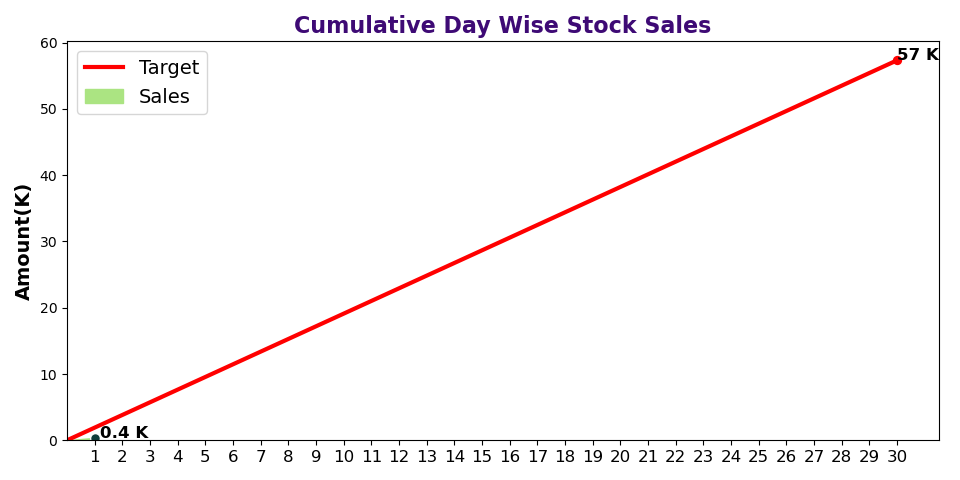 Cumulative Day Wise Stock Sales
60
50
40
30
20
10
0
Amount(K)
Target
Sales
57 K
0.4 K
1 2 3 4 5 6 7 8 9 10 11 12 13 14 15 16 17 18 19 20 21 22 23 24 25 26 27 28 29 30